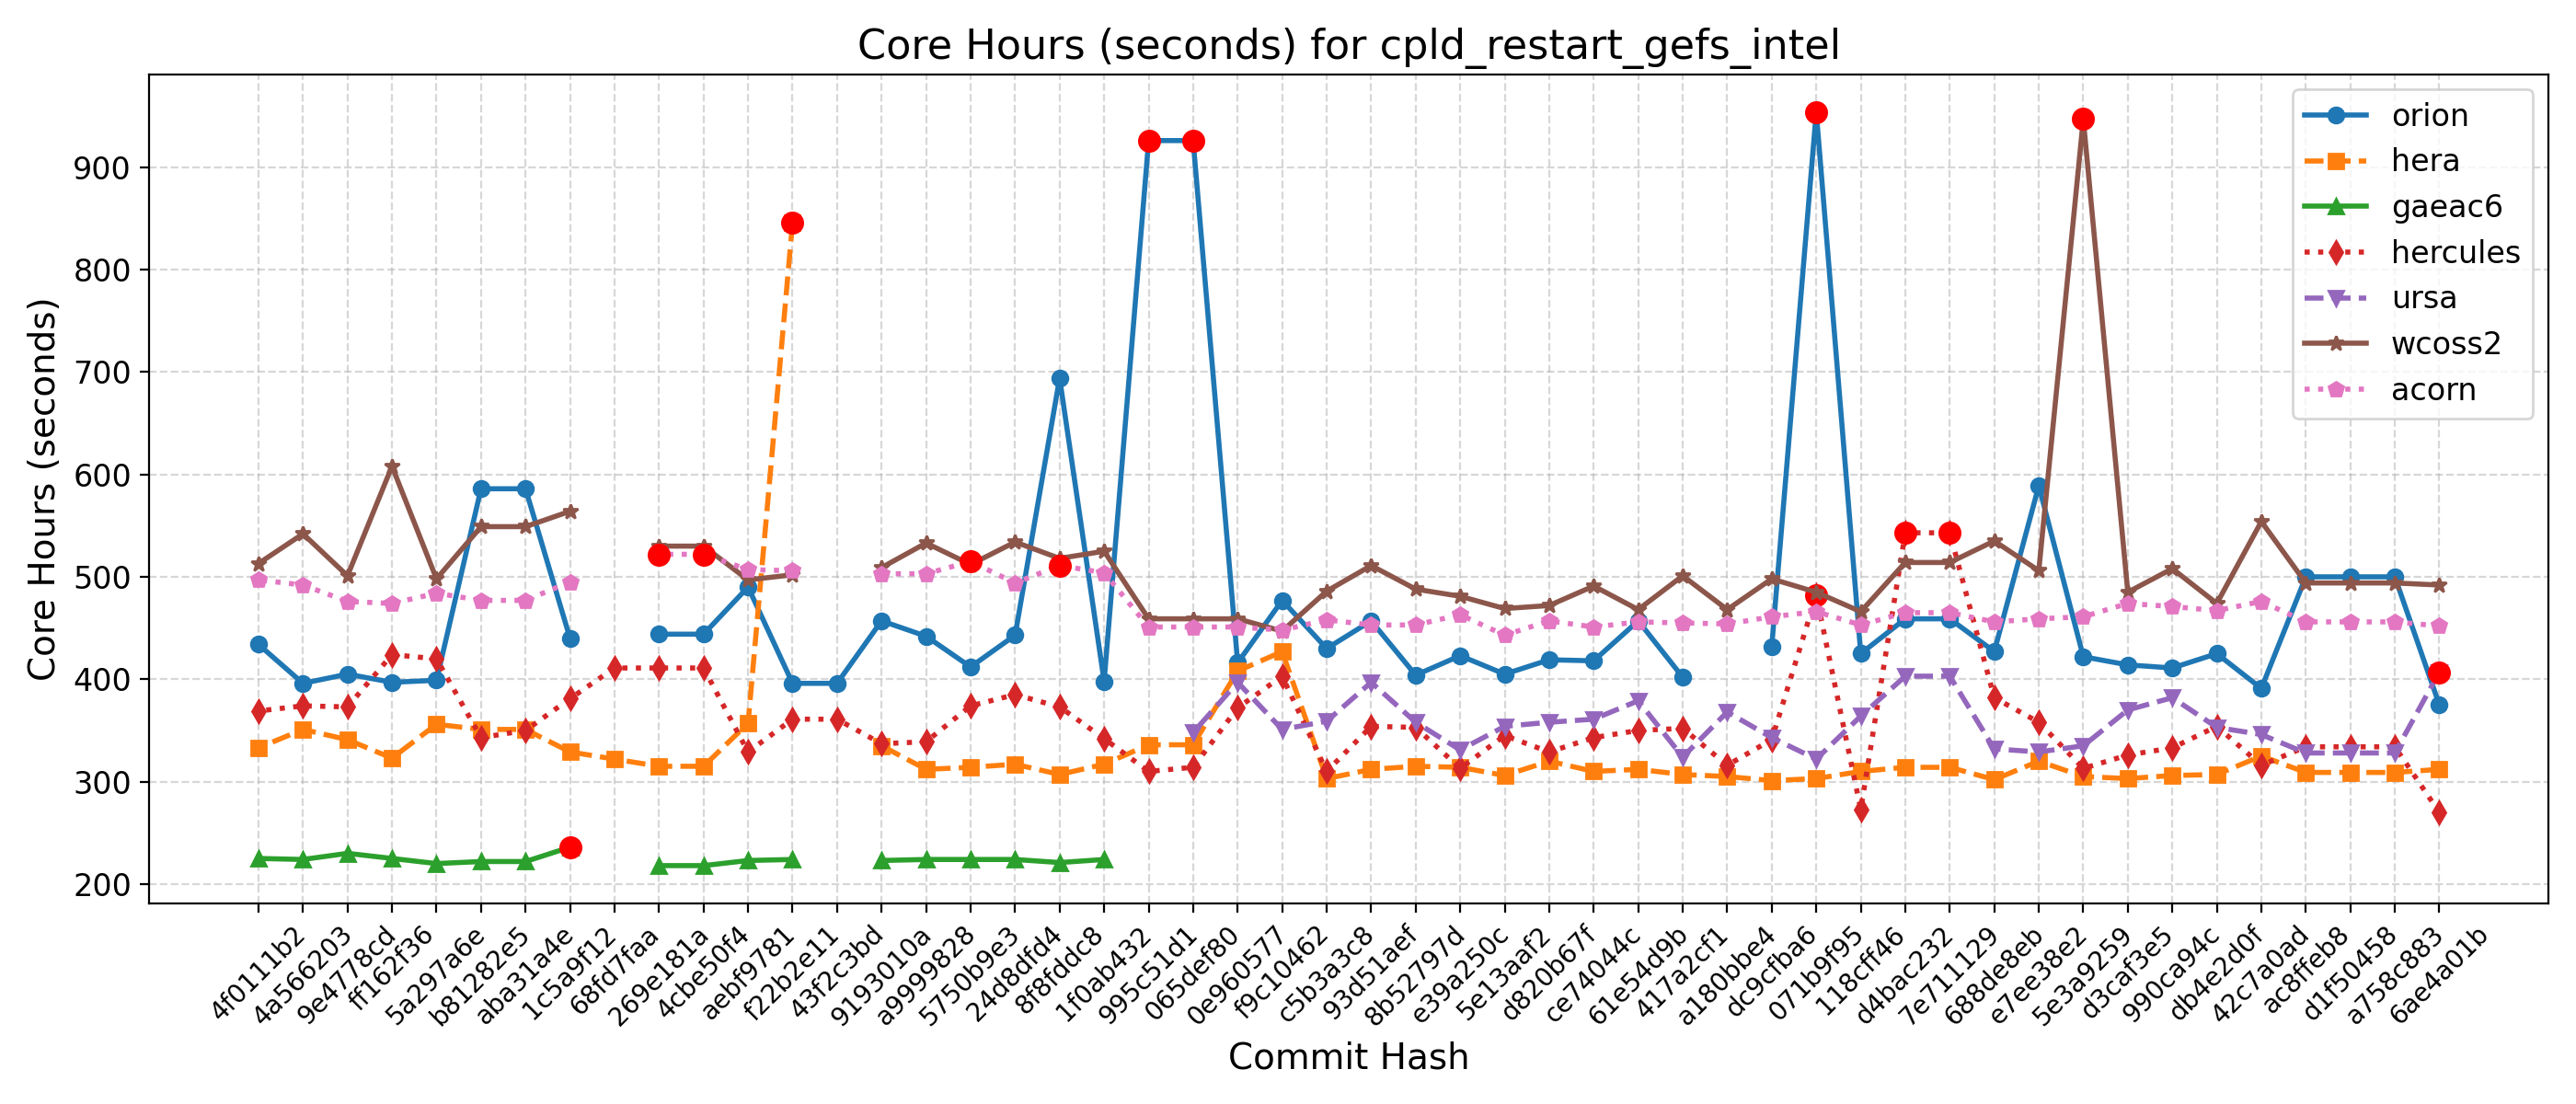 Core Hours (seconds) for cpld_restart_gefs_intel
Core Hours (seconds)
900
800
700
600
500
400
300
200
orion
hera
gaeac6
hercules
ursa
wcoss2
acorn
4f0111b2
4a566203
9e4778cd
ff162f36
5a297a6e
b81282e5
aba31a4e
1c5a9f12
68fd7faa
269e181a
4cbe50f4
aebf9781
f22b2e11
43f2c3bd
9193010a
a9999828
5750b9e3
24d8dfd4
8f8fddc8
1f0ab432
995c51d1
065def80
0e960577
f9c10462
c5b3a3c8
93d51aef
8b52797d
e39a250c
5e13aaf2
d820b67f
ce74044c
61e54d9b
417a2cf1
a180bbe4
dc9cfba6
071b9f95
118cff46
d4bac232
7e711129
688de8eb
e7ee38e2
5e3a9259
d3caf3e5
990ca94c
db4e2d0f
42c7a0ad
ac8ffeb8
d1f50458
a758c883
6ae4a01b
Commit Hash